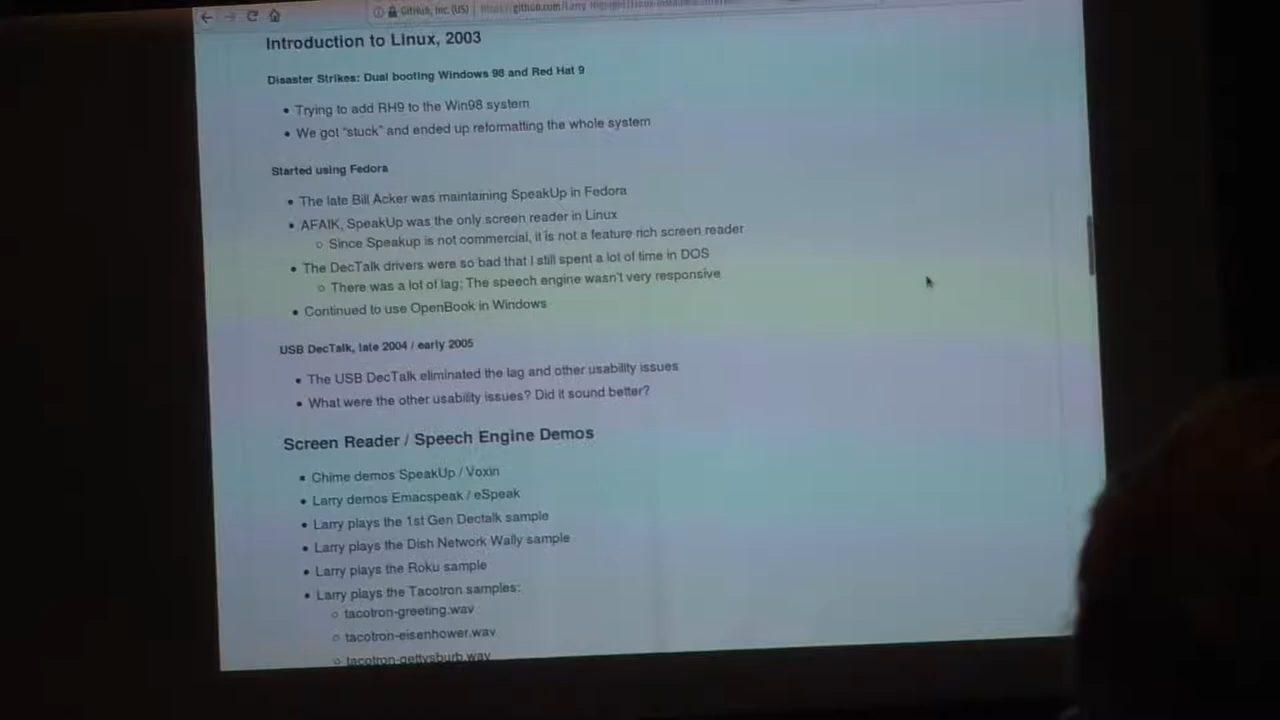 GitHub, Inc. (US)
Introduction to Linux, 2003
Disaster Strikes: Dual booting Windows 98 and Red Hat 9
• Trying to add RH9 to the Win98 system
• We got “stuck” and ended up reformatting the whole system
Started using Fedora
• The late Bill Acker was maintaining SpeakUp in Fedora
• AFAIK, SpeakUp was the only screen reader in Linux
○ Since Speakup is not commercial, it is not a feature rich screen reader
• The DecTalk drivers were so bad that I still spent a lot of time in DOS
○ There was a lot of lag; The speech engine wasn't very responsive
• Continued to use OpenBook in Windows
USB DecTalk, late 2004 / early 2005
• The USB DecTalk eliminated the lag and other usability issues
• What were the other usability issues? Did it sound better?
Screen Reader / Speech Engine Demos
• Chime demos SpeakUp / Voxin
• Larry demos Emacspeak / eSpeak
• Larry plays the 1st Gen Dectalk sample
• Larry plays the Dish Network Wally sample
• Larry plays the Roku sample
• Larry plays the Tacotron samples:
○ tacotron-greeting.wav
○ tacotron-eisenhower.wav
○ tacotron-gettysburb.wav